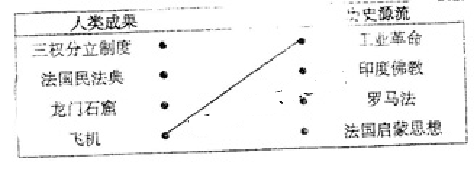 人类成果 历史源流
三权分立制度 工业革命
法国民法典 印度佛教
龙门石窟 罗马法
飞机 法国启蒙思想